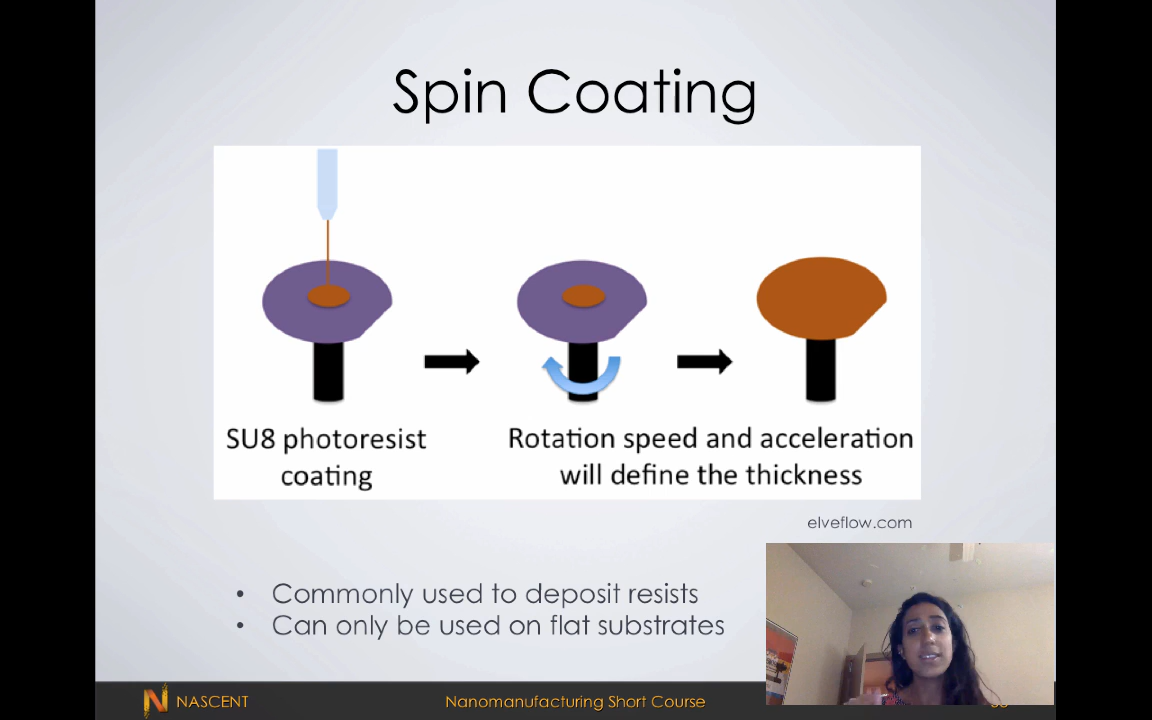 Spin Coating
SU8 photoresist
coating
Rotation speed and acceleration
will define the thickness
elveflow.com
• Commonly used to deposit resists
• Can only be used on flat substrates
NASCENT
Nanomanufacturing Short Course